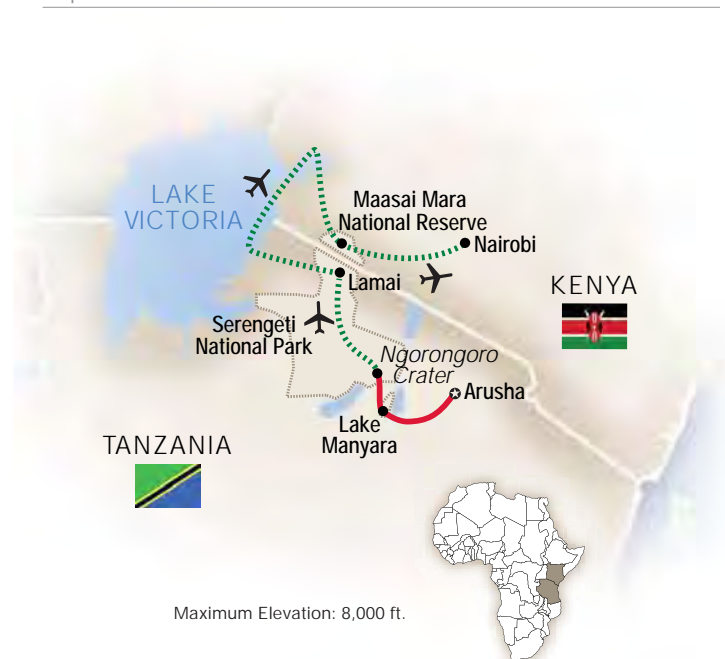 LAKE
VICTORIA
Maasai Mara
National Reserve
Nairobi
Lamai
KENYA
Serengeti
National Park
Ngorongoro
Crater
Arusha
Lake
Manyara
TANZANIA
Maximum Elevation: 8,000 ft.